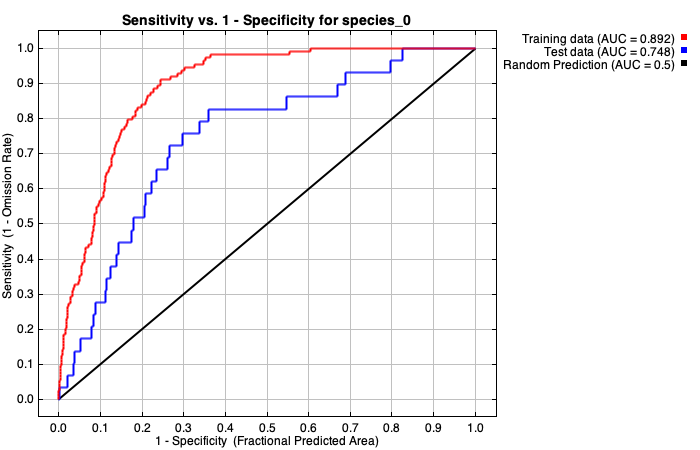 Sensitivity vs. 1 - Specificity for species_0
Training data (AUC = 0.892)
Test data (AUC = 0.748)
Random Prediction (AUC = 0.5)
Sensitivity (1 - Omission Rate)
1.0
0.9
0.8
0.7
0.6
0.5
0.4
0.3
0.2
0.1
0.0
0.0 0.1 0.2 0.3 0.4 0.5 0.6 0.7 0.8 0.9 1.0
1 - Specificity (Fractional Predicted Area)